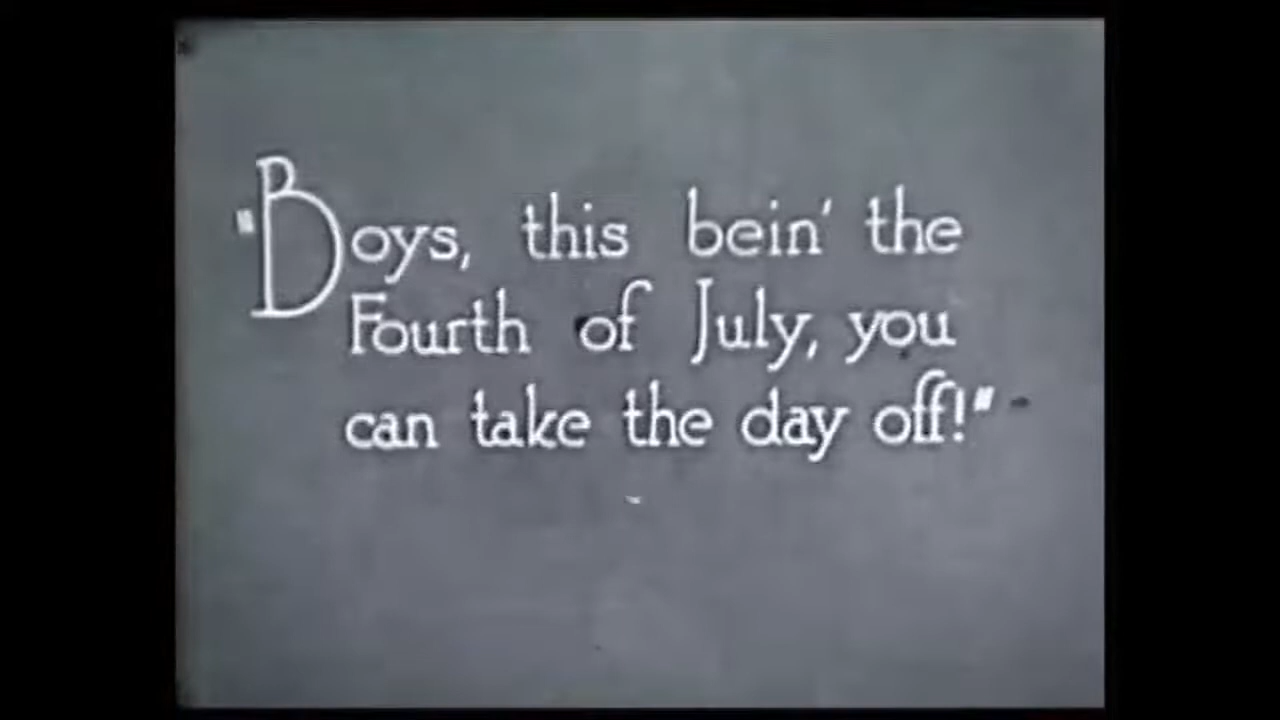 "Boys, this bein' the
Fourth of July, you
can take the day off!"